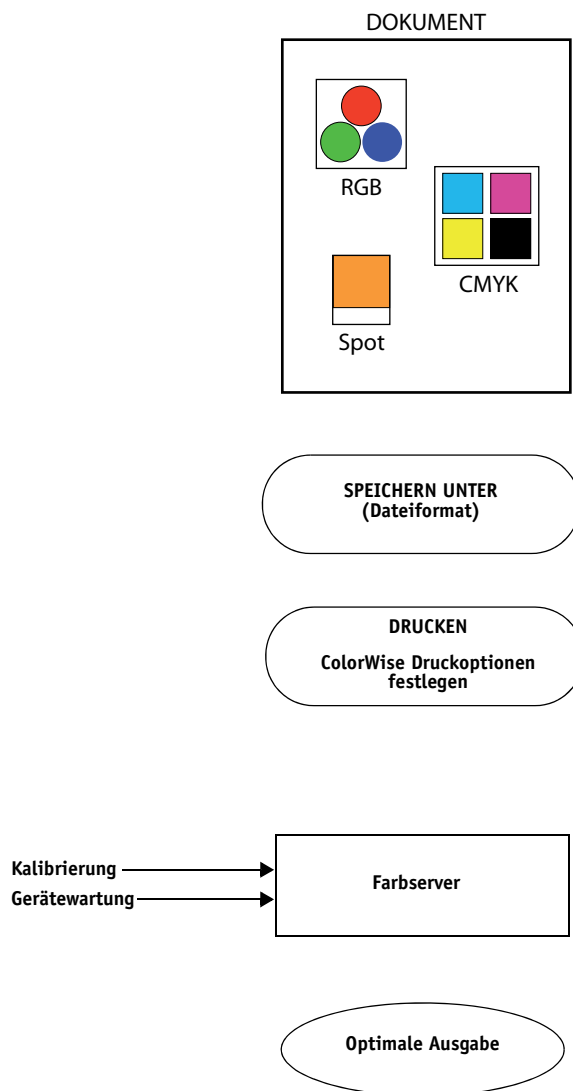 DOKUMENT
RGB
CMYK
Spot
SPEICHERN UNTER
(Dateiformat)
DRUCKEN
ColorWise Druckoptionen
festlegen
Kalibrierung
Gerätewartung
Farbserver
Optimale Ausgabe